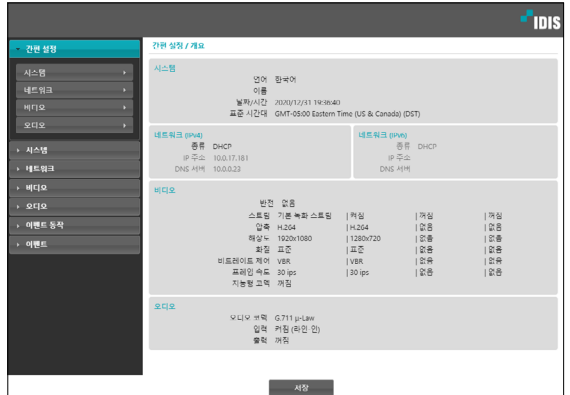 IDIS
간편 설정
시스템
네트워크
비디오
오디오
시스템
네트워크
비디오
오디오
이벤트 동작
이벤트
간편 설정 / 개요
시스템
언어 한국어
이름
날짜/시간 2020/12/31 19:36:40
표준 시간대 GMT-05:00 Eastern Time (US & Canada) (DST)
네트워크 (IPv4)
종류 DHCP
IP 주소 10.0.17.181
DNS 서버 10.0.0.23
네트워크 (IPv6)
종류 DHCP
IP 주소
DNS 서버
비디오
반전 없음
스트림 기본 녹화 스트림 | 켜짐 | 꺼짐 | 꺼짐
압축 H.264 | H.264 | 없음 | 없음
해상도 1920x1080 | 1280x720 | 없음 | 없음
화질 표준 | 표준 | 없음 | 없음
비트레이트 제어 VBR | VBR | 없음 | 없음
프레임 속도 30 ips | 30 ips | 없음 | 없음
지능형 코덱 꺼짐
오디오
오디오 코덱 G.711 μ-Law
입력 켜짐 (라인-인)
출력 꺼짐
저장